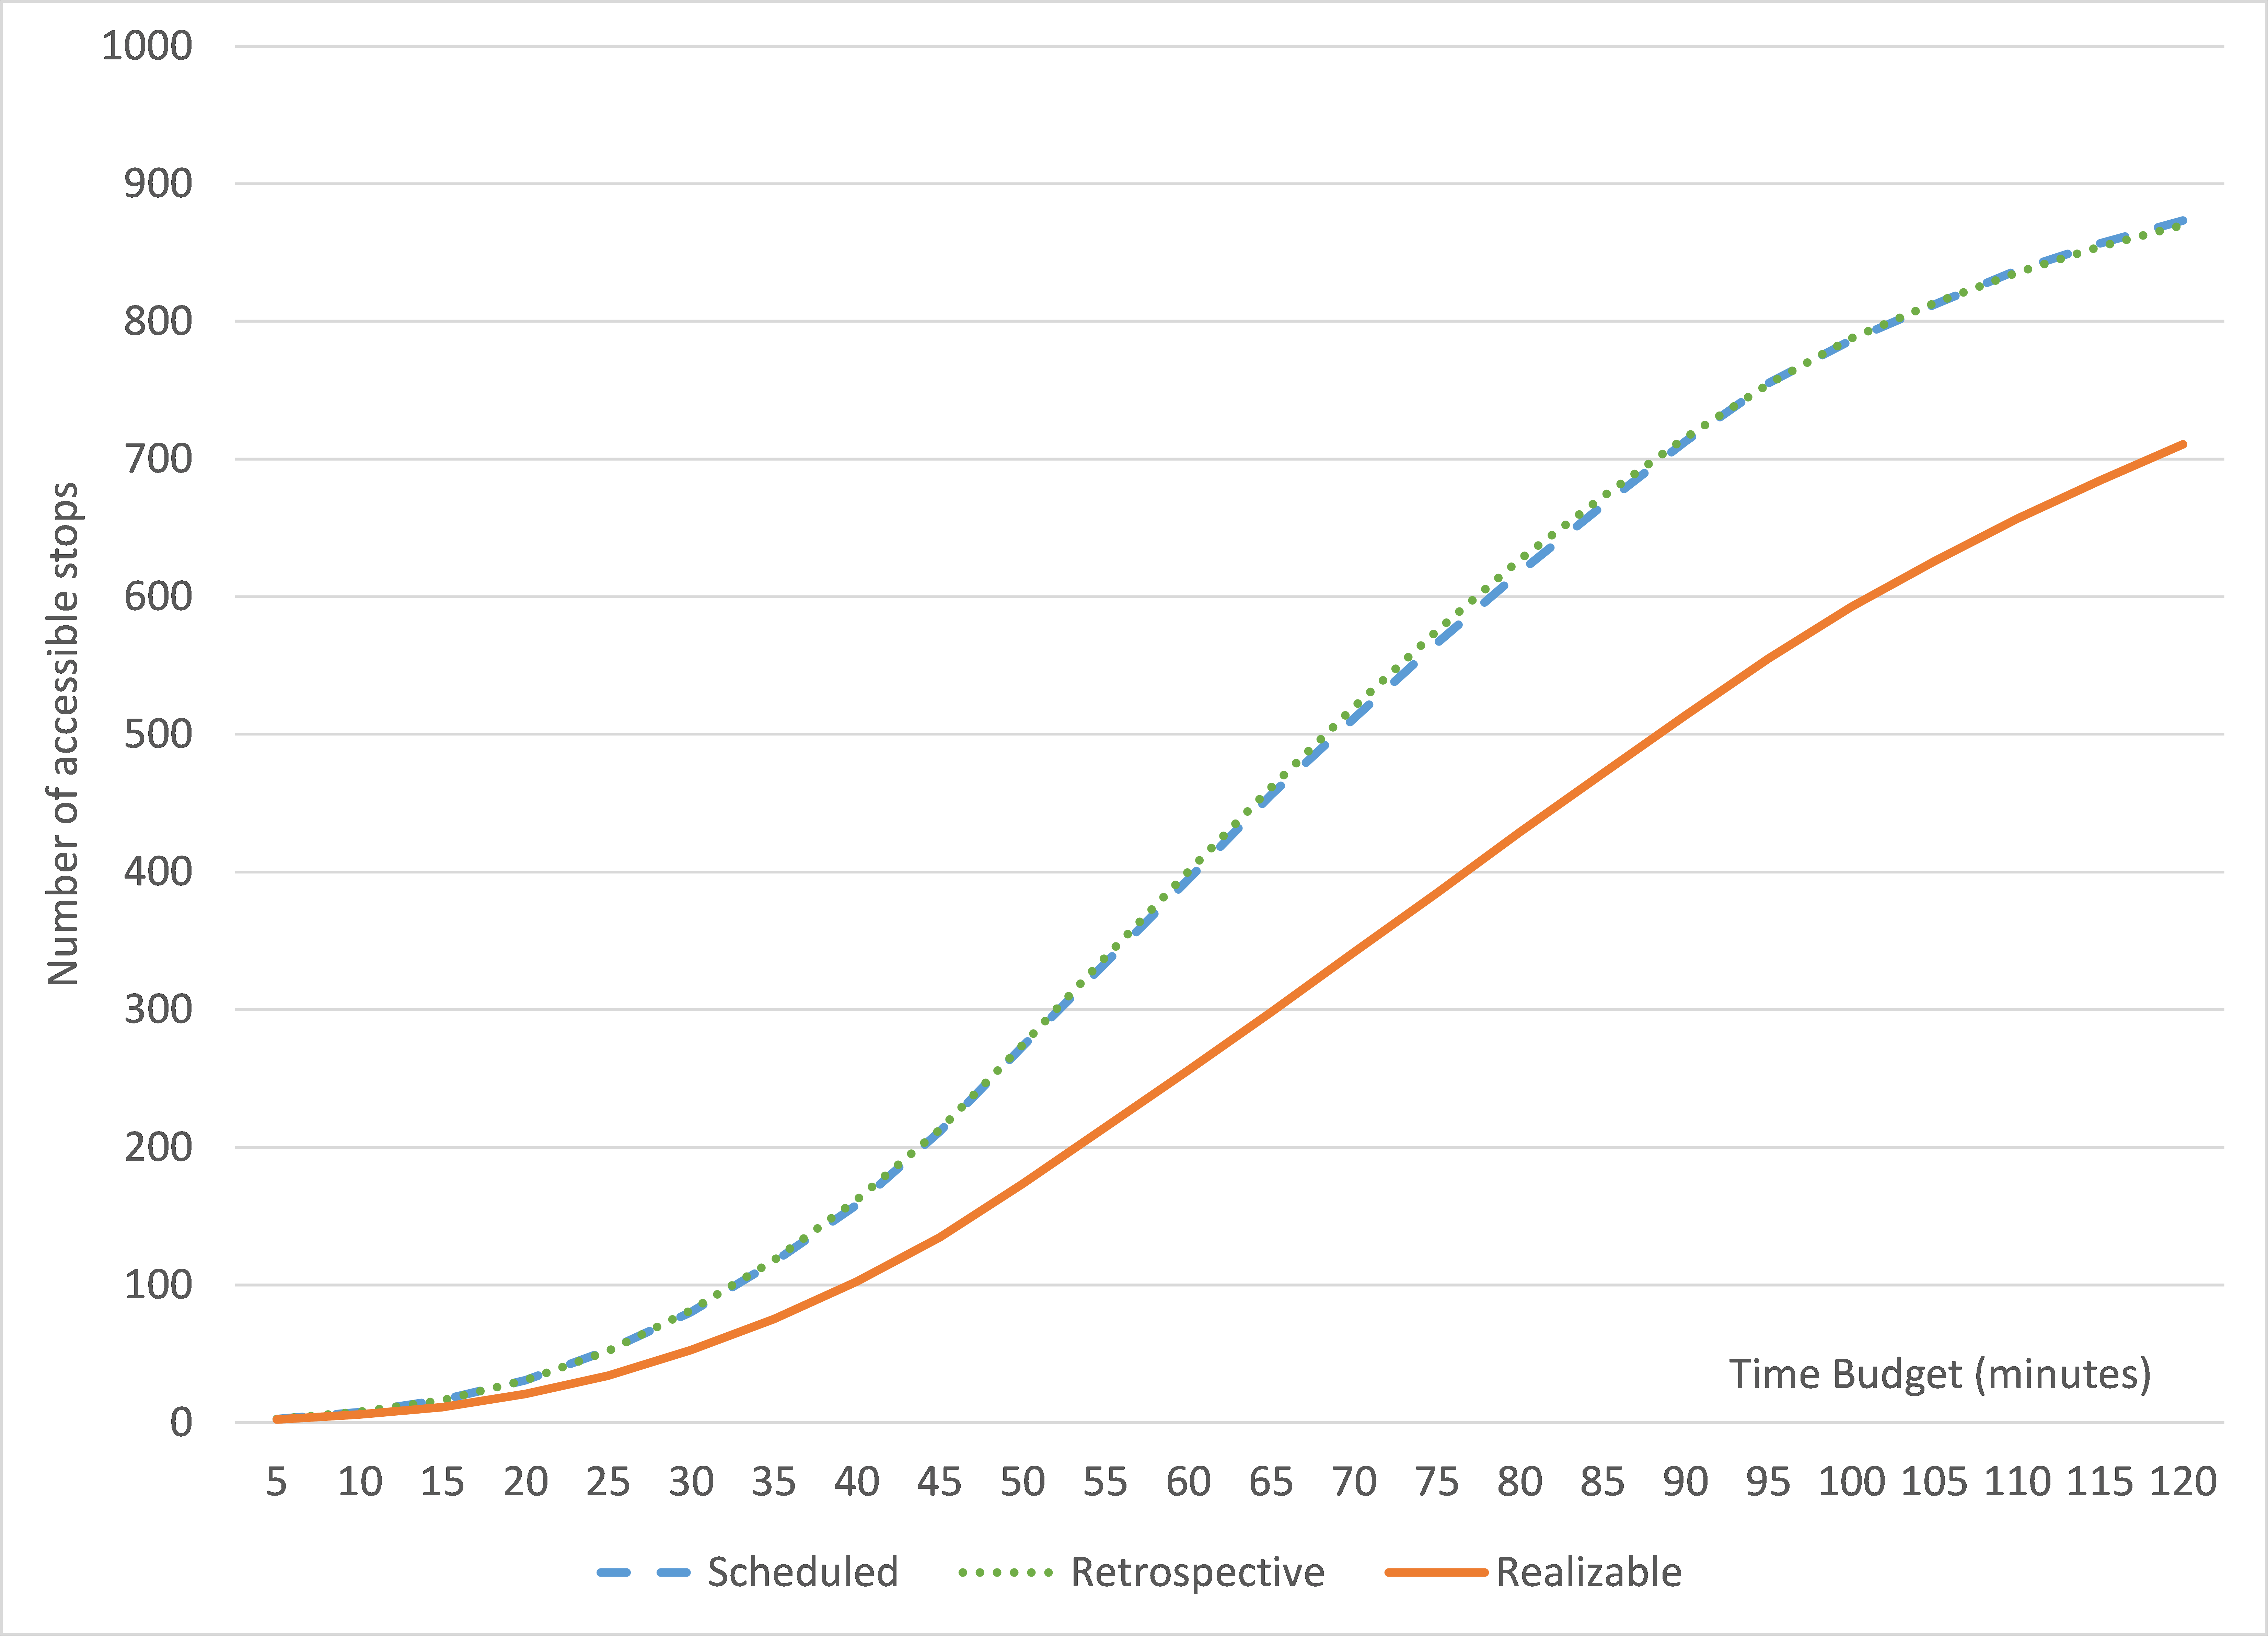 1000
900
800
700
600
500
400
300
200
100
0
Number of accessible stops
Time Budget (minutes)
5 10 15 20 25 30 35 40 45 50 55 60 65 70 75 80 85 90 95 100 105 110 115 120
Scheduled Retrospective Realizable